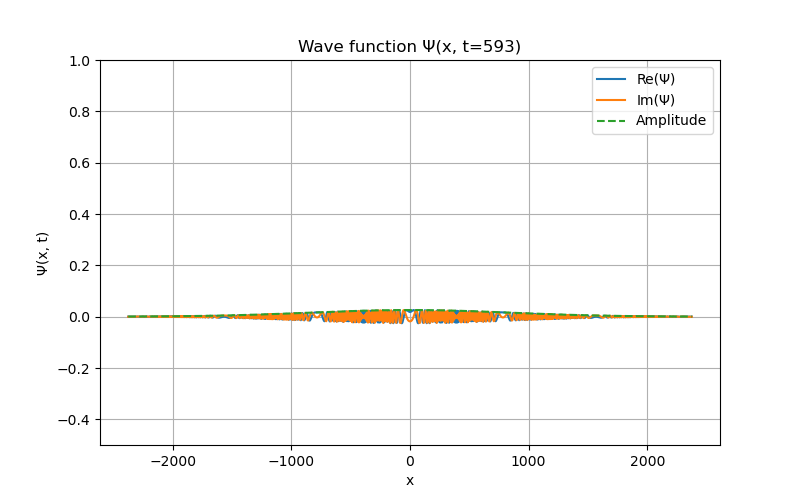 Wave function Ψ(x, t=593)
Ψ(x, t)
1.0
0.8
0.6
0.4
0.2
0.0
−0.2
−0.4
Re(Ψ)
Im(Ψ)
Amplitude
−2000 −1000 0 1000 2000
x